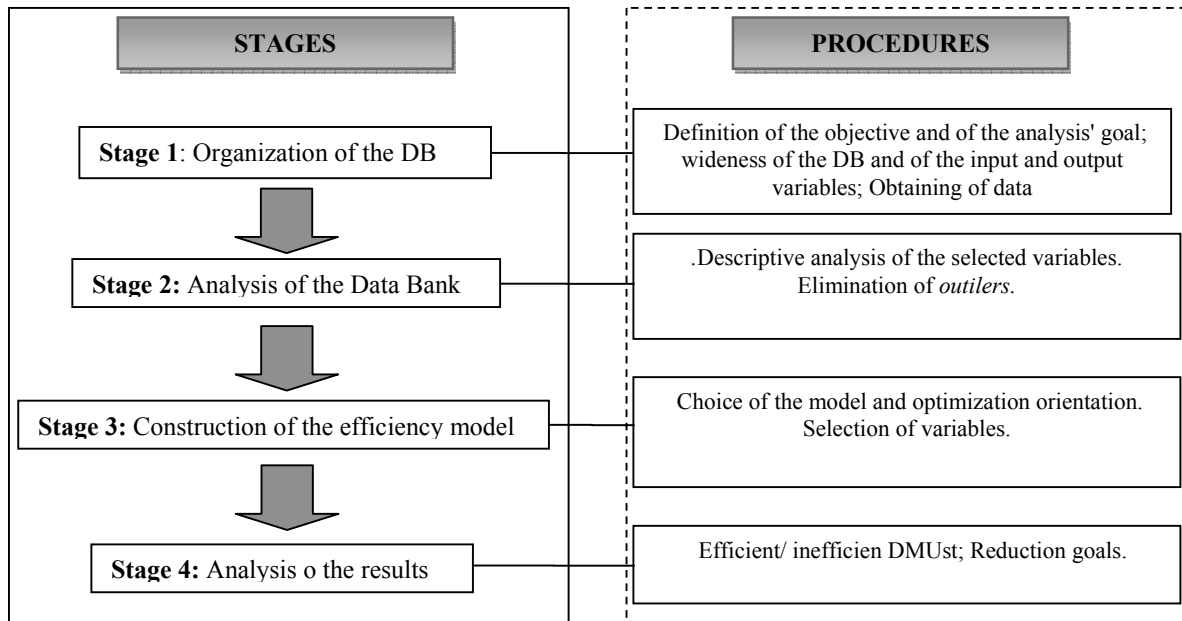 STAGES
PROCEDURES
Stage 1: Organization of the DB
Definition of the objective and of the analysis' goal;
wideness of the DB and of the input and output
variables; Obtaining of data
Stage 2: Analysis of the Data Bank
.Descriptive analysis of the selected variables.
Elimination of outilers.
Stage 3: Construction of the efficiency model
Choice of the model and optimization orientation.
Selection of variables.
Stage 4: Analysis o the results
Efficient/ inefficien DMUst; Reduction goals.